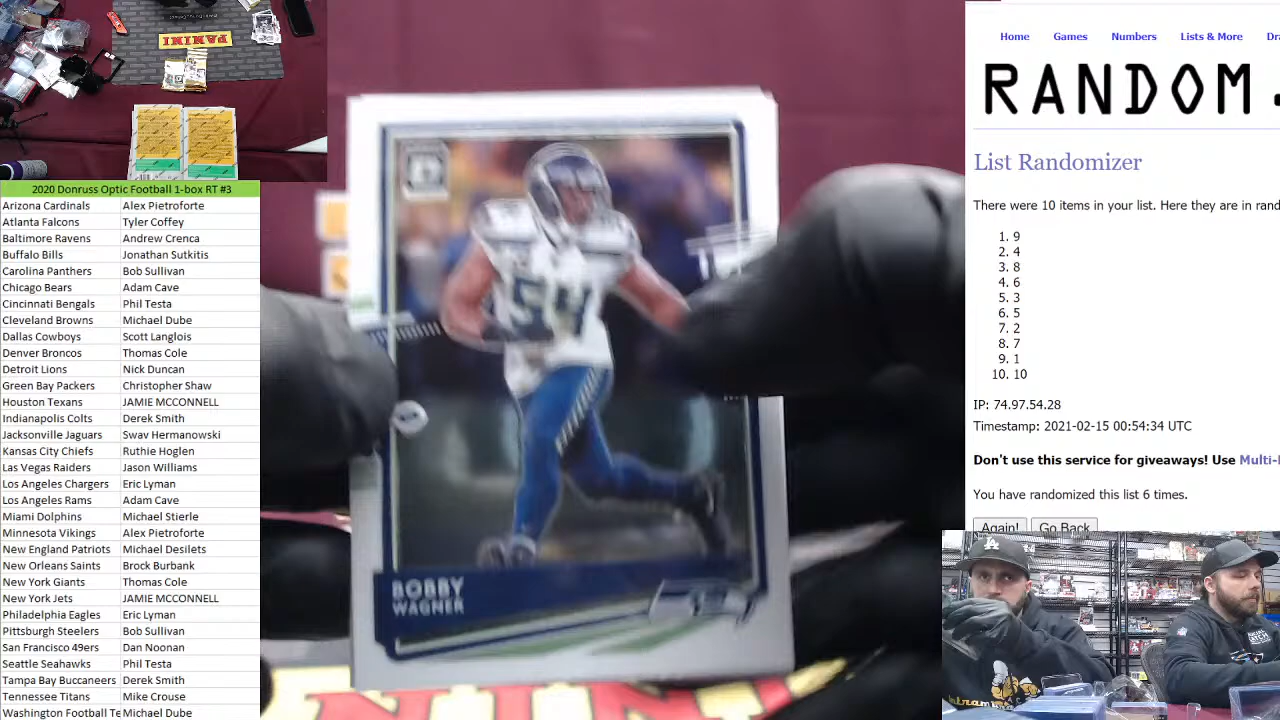 PANINI
2020 Donruss Optic Football 1-box RT #3
Arizona Cardinals Alex Pietroforte
Atlanta Falcons Tyler Coffey
Baltimore Ravens Andrew Crenca
Buffalo Bills Jonathan Sutkitis
Carolina Panthers Bob Sullivan
Chicago Bears Adam Cave
Cincinnati Bengals Phil Testa
Cleveland Browns Michael Dube
Dallas Cowboys Scott Langlois
Denver Broncos Thomas Cole
Detroit Lions Nick Duncan
Green Bay Packers Christopher Shaw
Houston Texans JAMIE MCCONNELL
Indianapolis Colts Derek Smith
Jacksonville Jaguars Swav Hermanowski
Kansas City Chiefs Ruthie Hoglen
Las Vegas Raiders Jason Williams
Los Angeles Chargers Eric Lyman
Los Angeles Rams Adam Cave
Miami Dolphins Michael Stierle
Minnesota Vikings Alex Pietroforte
New England Patriots Michael Desilets
New Orleans Saints Brock Burbank
New York Giants Thomas Cole
New York Jets JAMIE MCCONNELL
Philadelphia Eagles Eric Lyman
Pittsburgh Steelers Bob Sullivan
San Francisco 49ers Dan Noonan
Seattle Seahawks Phil Testa
Tampa Bay Buccaneers Derek Smith
Tennessee Titans Mike Crouse
Washington Football Te Michael Dube
54
BOBBY
WAGNER
Home Games Numbers Lists & More Dra
RANDOM.
List Randomizer
There were 10 items in your list. Here they are in rand
1. 9
2. 4
3. 8
4. 6
5. 3
6. 5
7. 2
8. 7
9. 1
10. 10
IP: 74.97.54.28
Timestamp: 2021-02-15 00:54:34 UTC
Don't use this service for giveaways! Use Multi-
You have randomized this list 6 times.
Again! Go Back
LA